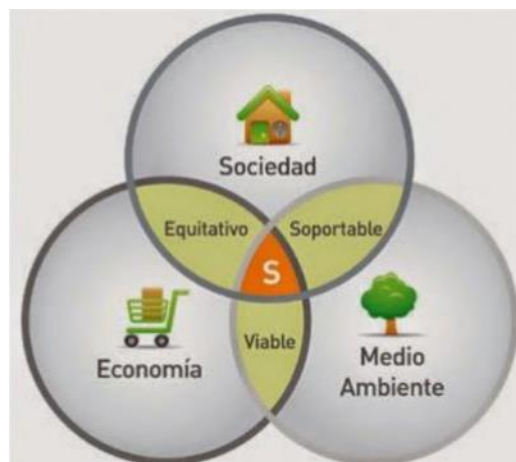 Sociedad
Equitativo
Soportable
S
Viable
Economía
Medio
Ambiente